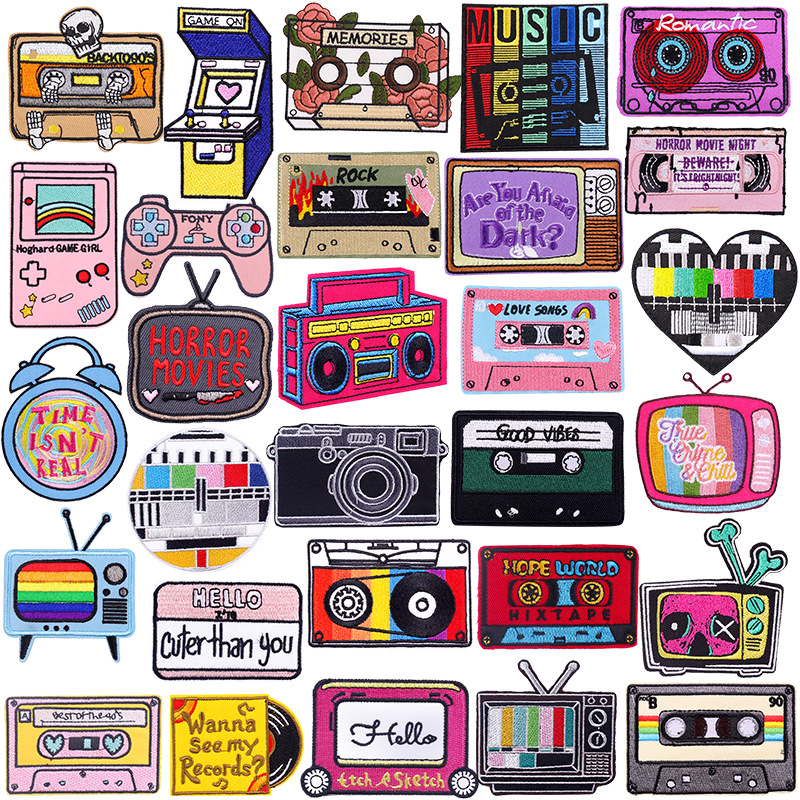 BACKTO90'S
GAME ON
MEMORIES
MUSIC
Romantic
90
HORROR MOVIE NIGHT
BEWARE!
IT'S FRIGHTNIGHT!
Hoghard GAME GIRL
FONY
ROCK
Are You Afraid
of the
Dark?
HORROR
MOVIES
LOVE SONGS
TIME
ISN'T
REAL
GOOD VIBES
True
Crime
& Chill
HELLO
I'M
cuter than you
HOPE WORLD
MIXTAPE
A
BEST OF THE 90'S
Wanna
See my
Records?
Hello
Etch a Sketch
B
90